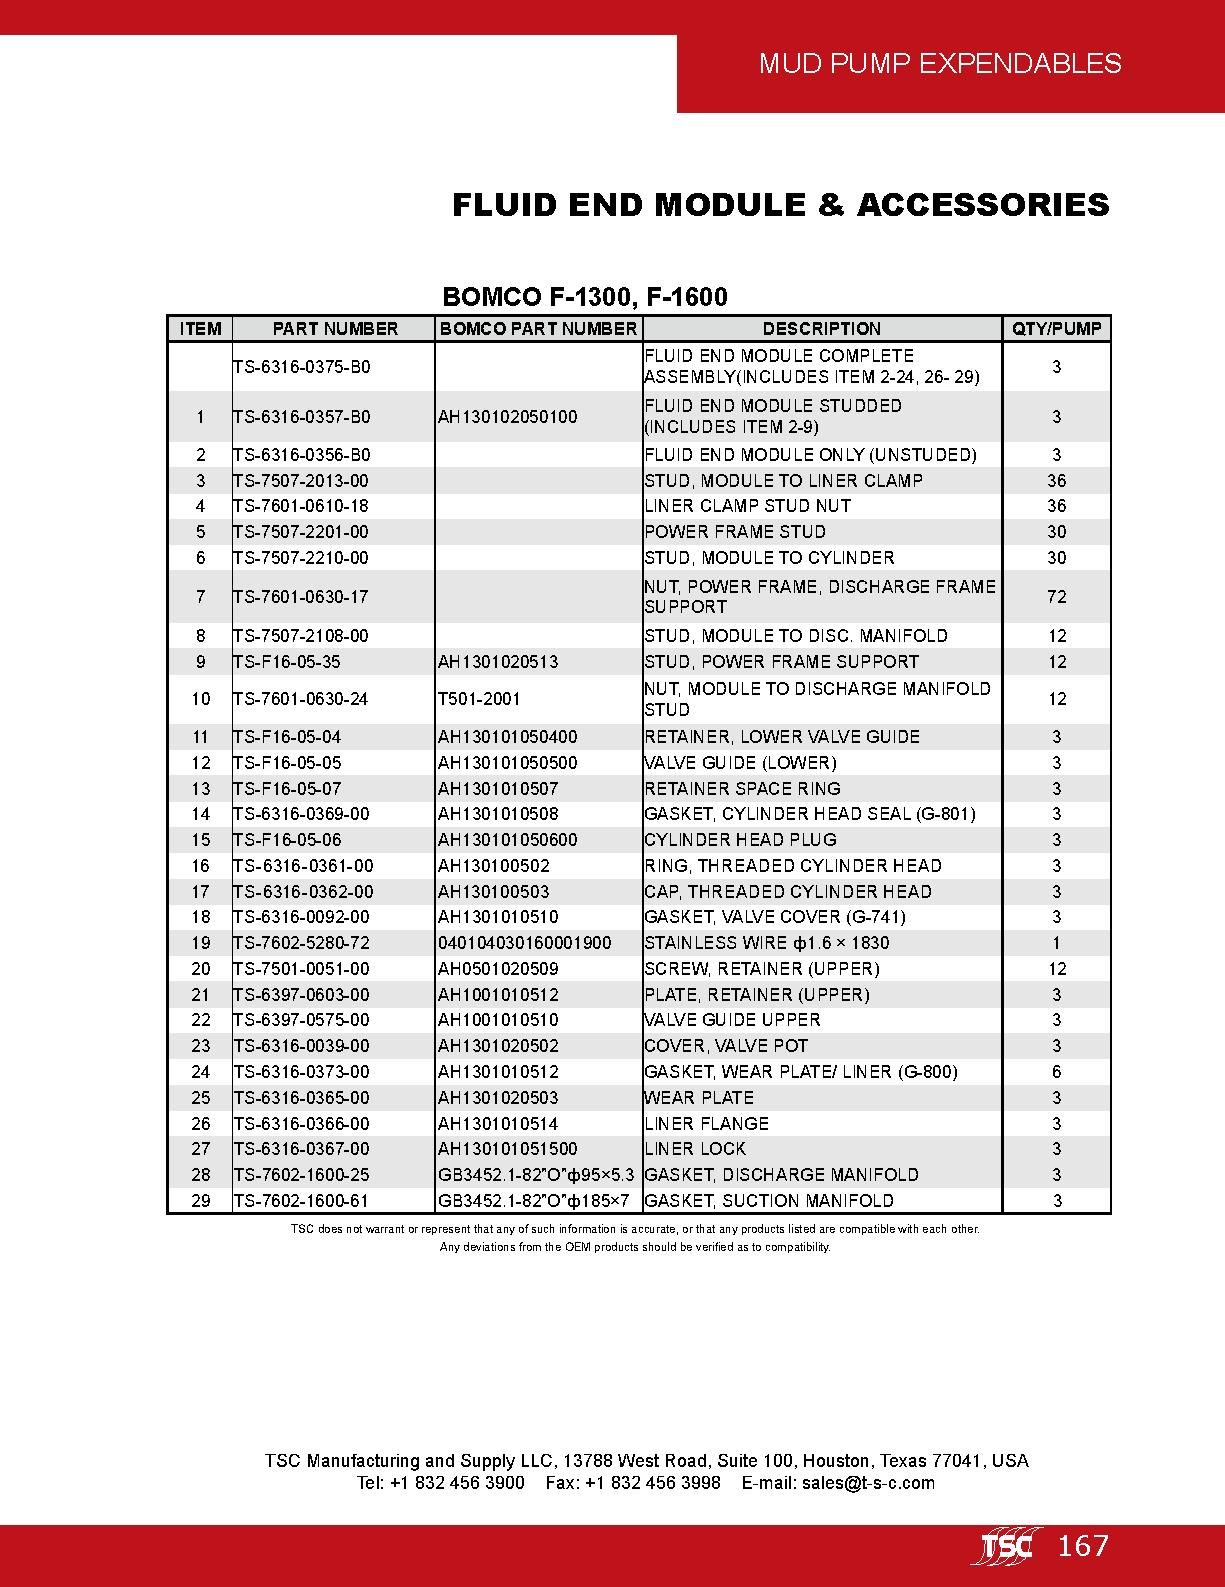 MUD PUMP EXPENDABLES
FLUID END MODULE & ACCESSORIES
BOMCO F-1300, F-1600
ITEM PART NUMBER BOMCO PART NUMBER DESCRIPTION QTY/PUMP
TS-6316-0375-B0 FLUID END MODULE COMPLETE ASSEMBLY(INCLUDES ITEM 2-24, 26- 29) 3
1 TS-6316-0357-B0 AH130102050100 FLUID END MODULE STUDDED (INCLUDES ITEM 2-9) 3
2 TS-6316-0356-B0 FLUID END MODULE ONLY (UNSTUDED) 3
3 TS-7507-2013-00 STUD, MODULE TO LINER CLAMP 36
4 TS-7601-0610-18 LINER CLAMP STUD NUT 36
5 TS-7507-2201-00 POWER FRAME STUD 30
6 TS-7507-2210-00 STUD, MODULE TO CYLINDER 30
7 TS-7601-0630-17 NUT, POWER FRAME, DISCHARGE FRAME SUPPORT 72
8 TS-7507-2108-00 STUD, MODULE TO DISC. MANIFOLD 12
9 TS-F16-05-35 AH1301020513 STUD, POWER FRAME SUPPORT 12
10 TS-7601-0630-24 T501-2001 NUT, MODULE TO DISCHARGE MANIFOLD STUD 12
11 TS-F16-05-04 AH130101050400 RETAINER, LOWER VALVE GUIDE 3
12 TS-F16-05-05 AH130101050500 VALVE GUIDE (LOWER) 3
13 TS-F16-05-07 AH1301010507 RETAINER SPACE RING 3
14 TS-6316-0369-00 AH1301010508 GASKET, CYLINDER HEAD SEAL (G-801) 3
15 TS-F16-05-06 AH130101050600 CYLINDER HEAD PLUG 3
16 TS-6316-0361-00 AH130100502 RING, THREADED CYLINDER HEAD 3
17 TS-6316-0362-00 AH130100503 CAP, THREADED CYLINDER HEAD 3
18 TS-6316-0092-00 AH1301010510 GASKET, VALVE COVER (G-741) 3
19 TS-7602-5280-72 040104030160001900 STAINLESS WIRE ф1.6 × 1830 1
20 TS-7501-0051-00 AH0501020509 SCREW, RETAINER (UPPER) 12
21 TS-6397-0603-00 AH1001010512 PLATE, RETAINER (UPPER) 3
22 TS-6397-0575-00 AH1001010510 VALVE GUIDE UPPER 3
23 TS-6316-0039-00 AH1301020502 COVER, VALVE POT 3
24 TS-6316-0373-00 AH1301010512 GASKET, WEAR PLATE/ LINER (G-800) 6
25 TS-6316-0365-00 AH1301020503 WEAR PLATE 3
26 TS-6316-0366-00 AH1301010514 LINER FLANGE 3
27 TS-6316-0367-00 AH130101051500 LINER LOCK 3
28 TS-7602-1600-25 GB3452.1-82"O"ф95×5.3 GASKET, DISCHARGE MANIFOLD 3
29 TS-7602-1600-61 GB3452.1-82"O"ф185×7 GASKET, SUCTION MANIFOLD 3
TSC does not warrant or represent that any of such information is accurate, or that any products listed are compatible with each other.
Any deviations from the OEM products should be verified as to compatibility.
TSC Manufacturing and Supply LLC, 13788 West Road, Suite 100, Houston, Texas 77041, USA
Tel: +1 832 456 3900 Fax: +1 832 456 3998 E-mail: sales@t-s-c.com
TSC 167